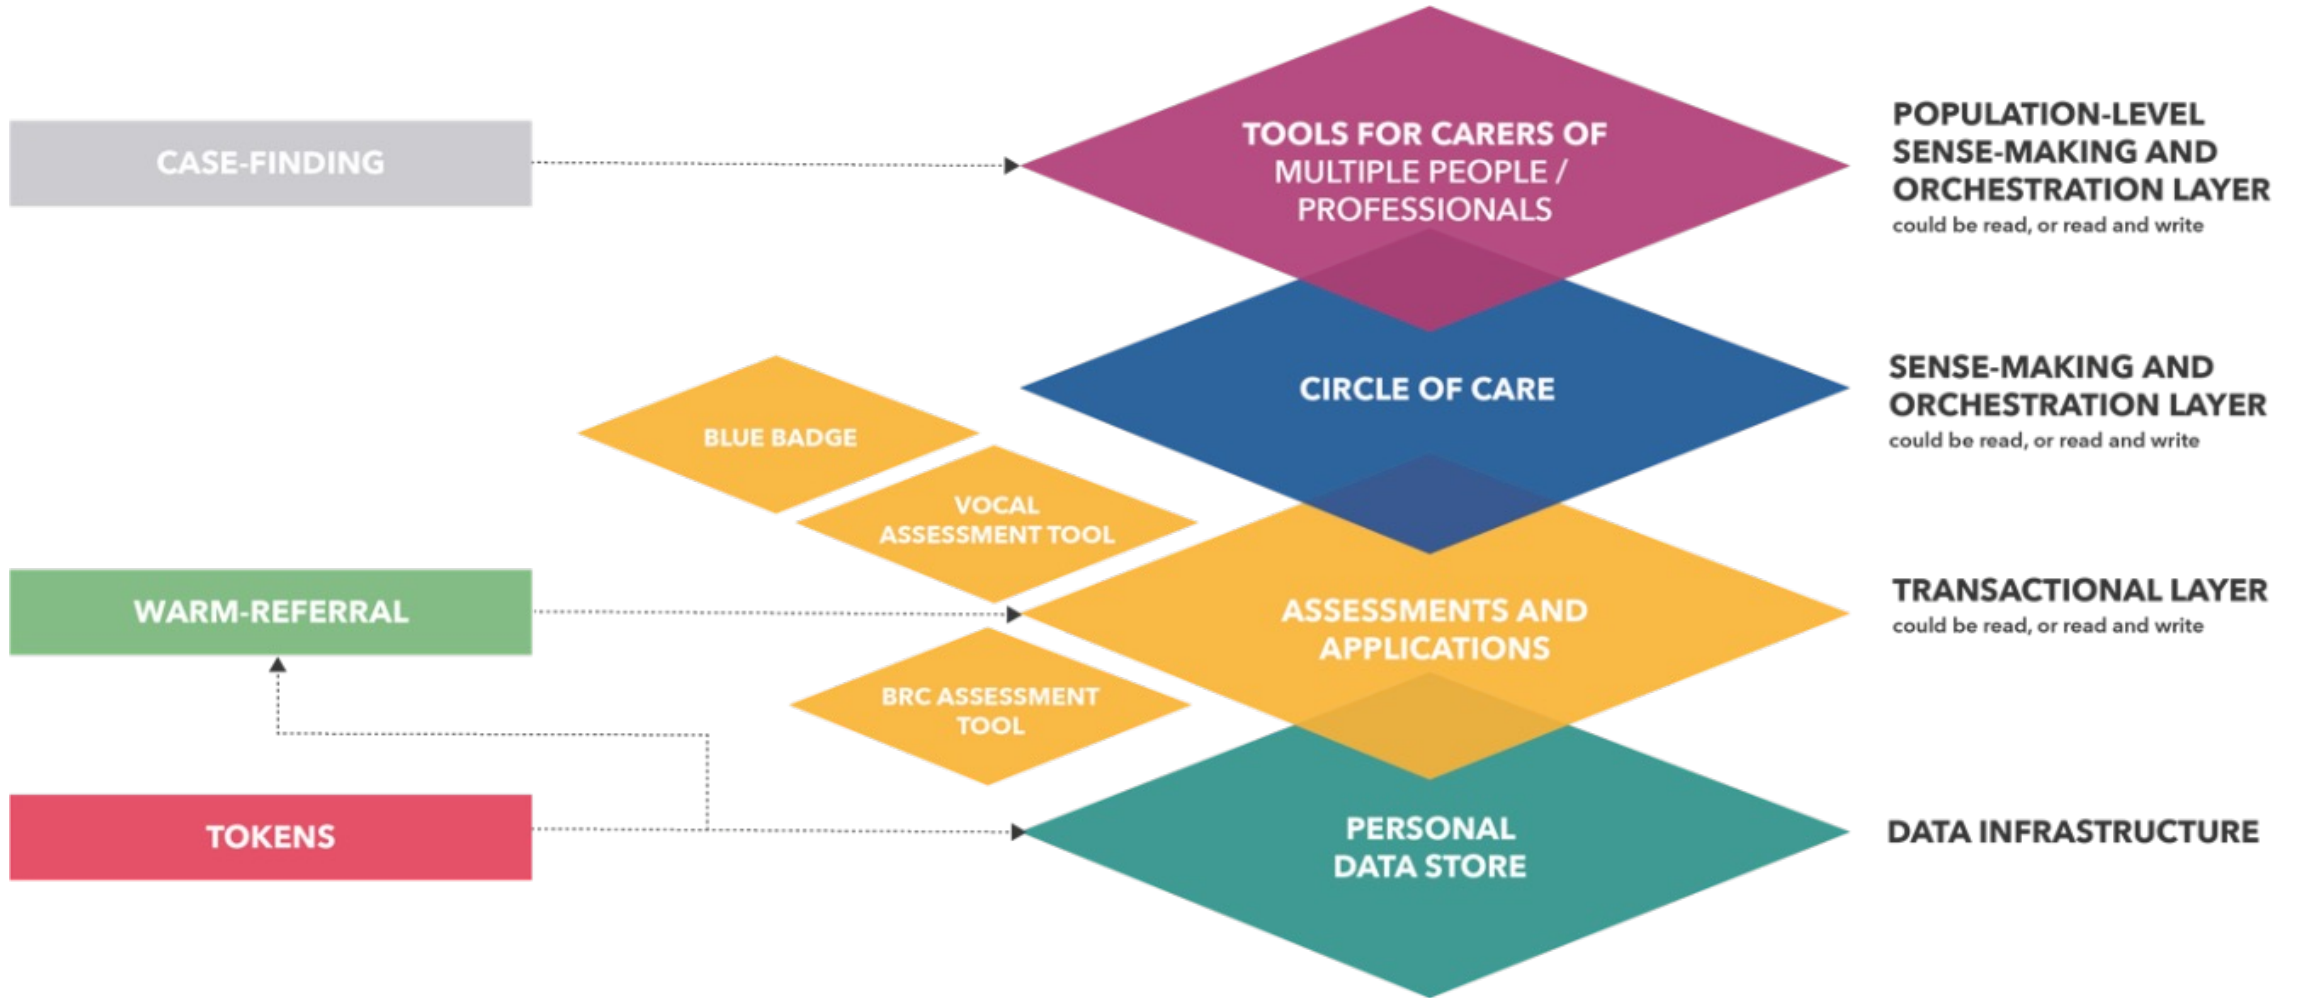 CASE-FINDING
TOOLS FOR CARERS OF
MULTIPLE PEOPLE /
PROFESSIONALS
POPULATION-LEVEL
SENSE-MAKING AND
ORCHESTRATION LAYER
could be read, or read and write
CIRCLE OF CARE
SENSE-MAKING AND
ORCHESTRATION LAYER
could be read, or read and write
BLUE BADGE
VOCAL
ASSESSMENT TOOL
WARM-REFERRAL
ASSESSMENTS AND
APPLICATIONS
TRANSACTIONAL LAYER
could be read, or read and write
BRC ASSESSMENT
TOOL
TOKENS
PERSONAL
DATA STORE
DATA INFRASTRUCTURE